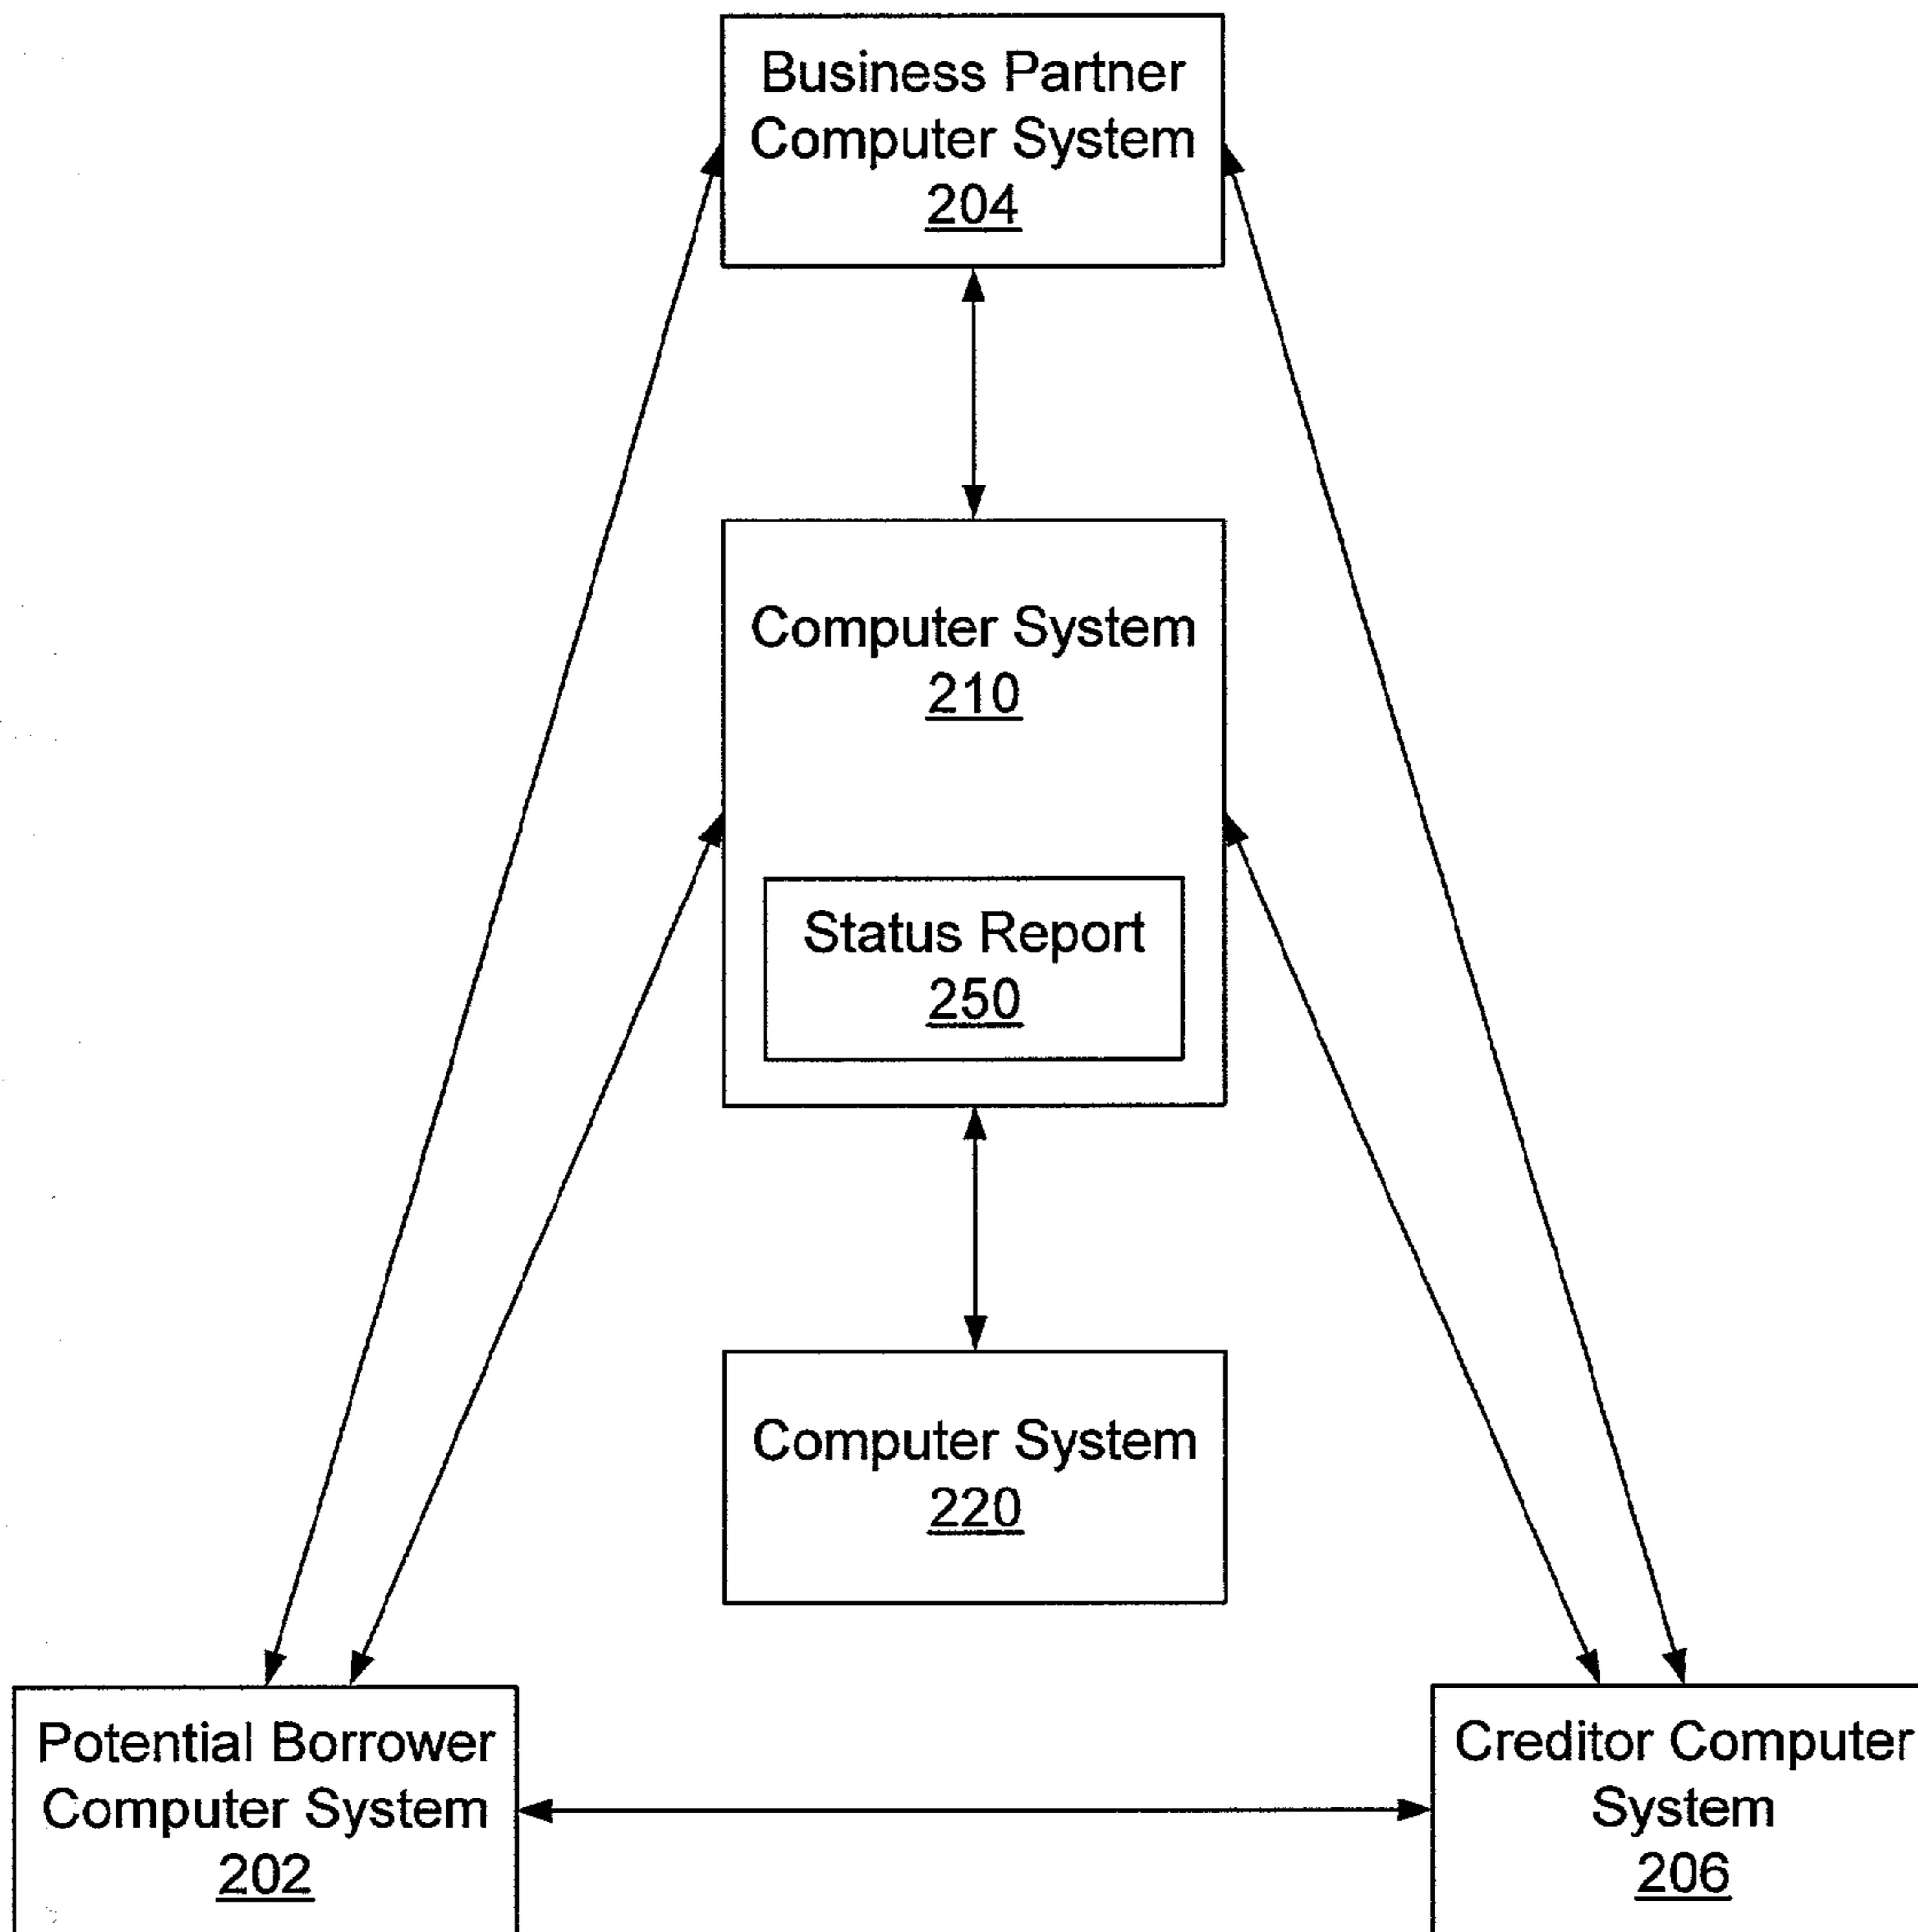 Business Partner
Computer System
204
Computer System
210
Status Report
250
Computer System
220
Potential Borrower
Computer System
202
Creditor Computer
System
206